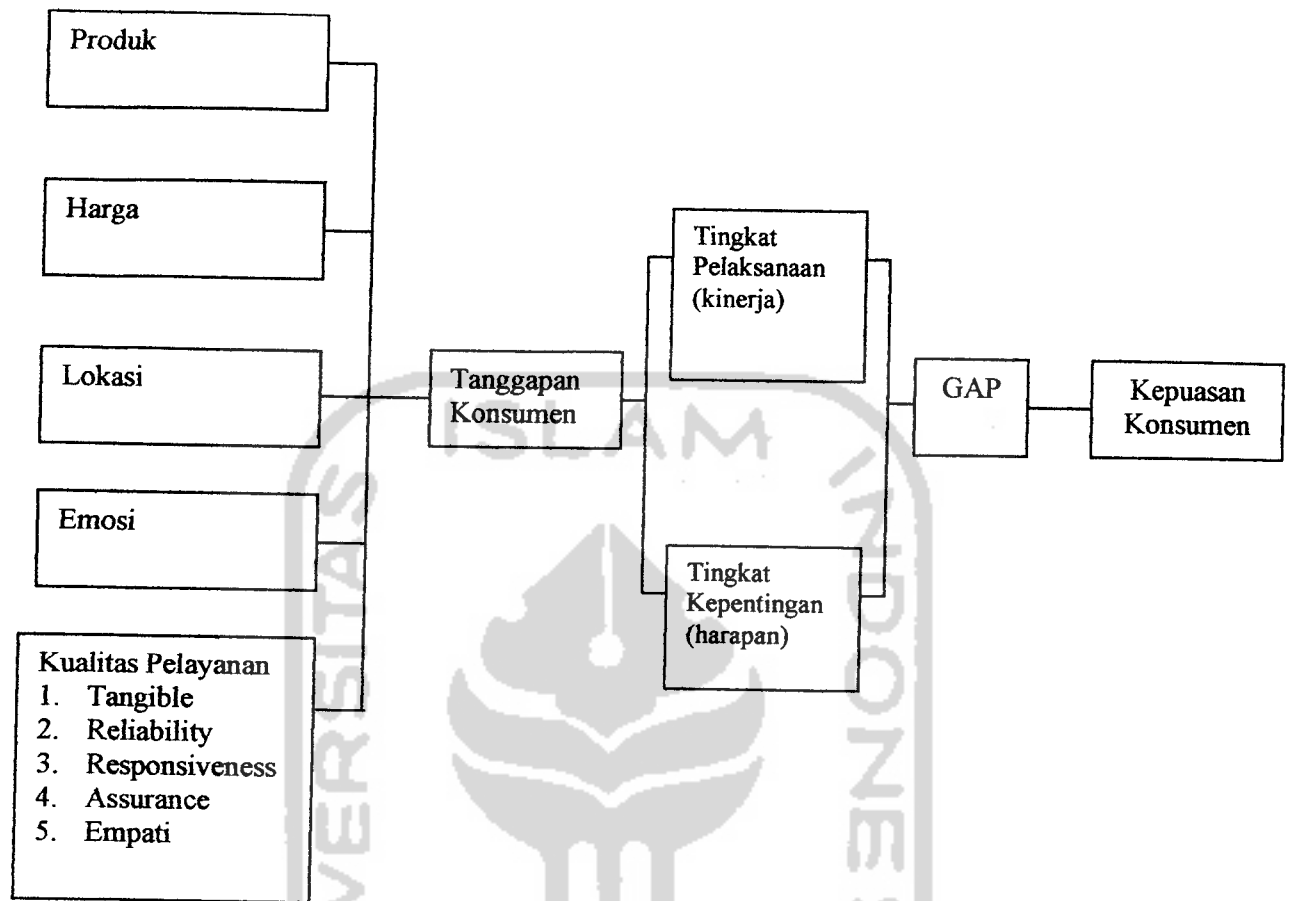 Produk
Harga
Lokasi
Emosi
Kualitas Pelayanan
1. Tangible
2. Reliability
3. Responsiveness
4. Assurance
5. Empati
Tanggapan
Konsumen
Tingkat
Pelaksanaan
(kinerja)
Tingkat
Kepentingan
(harapan)
GAP
Kepuasan
Konsumen
ISLAM